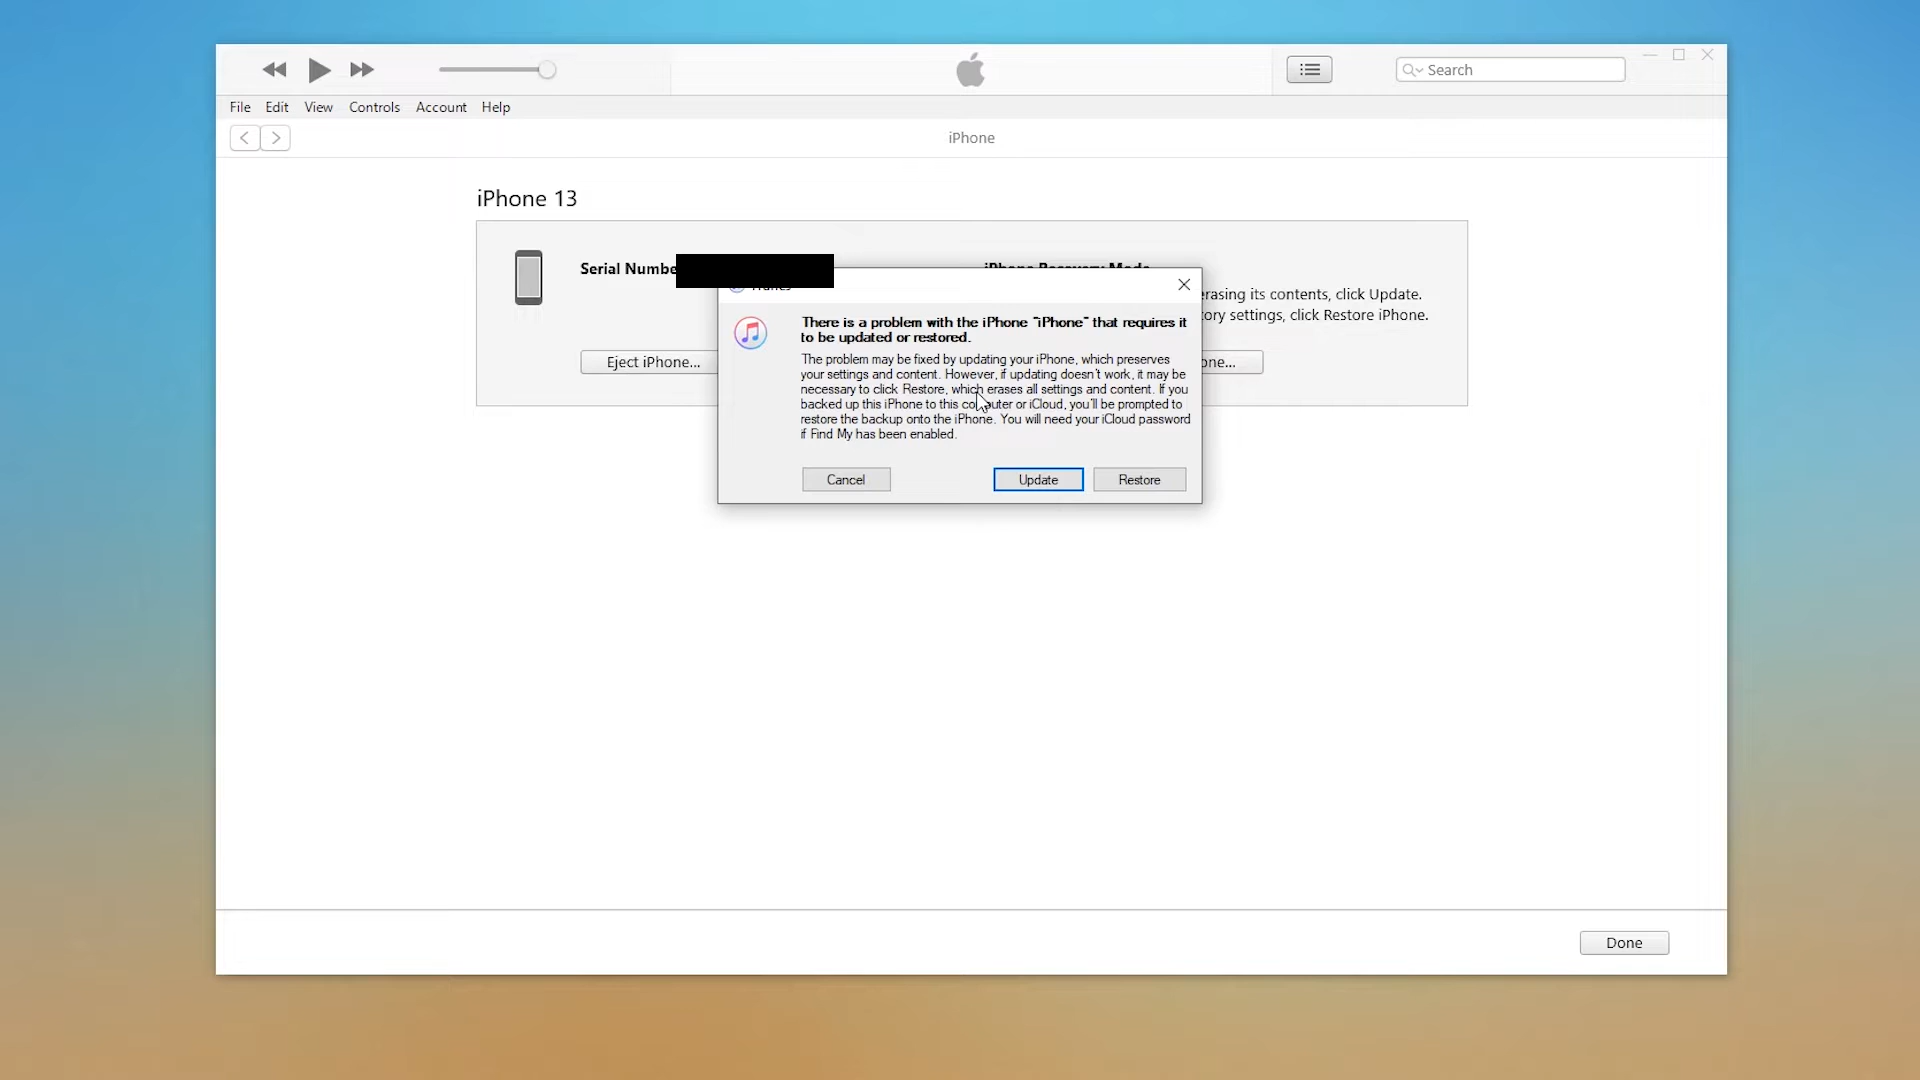 Search
File Edit View Controls Account Help
iPhone
iPhone 13
Serial Numbe
iPhone Recovery Mode
erasing its contents, click Update.
ory settings, click Restore iPhone.
Eject iPhone...
one...
There is a problem with the iPhone "iPhone" that requires it
to be updated or restored.
The problem may be fixed by updating your iPhone, which preserves
your settings and content. However, if updating doesn't work, it may be
necessary to click Restore, which erases all settings and content. If you
backed up this iPhone to this computer or iCloud, you'll be prompted to
restore the backup onto the iPhone. You will need your iCloud password
if Find My has been enabled.
Cancel Update Restore
Done